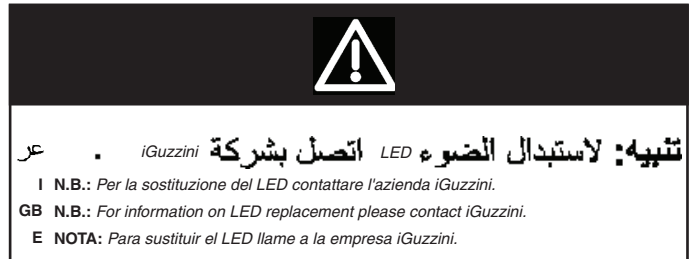 تنبيه: لاستبدال الضوء LED اتصل بشركة iGuzzini . عر
I N.B.: Per la sostituzione del LED contattare l'azienda iGuzzini.
GB N.B.: For information on LED replacement please contact iGuzzini.
E NOTA: Para sustituir el LED llame a la empresa iGuzzini.